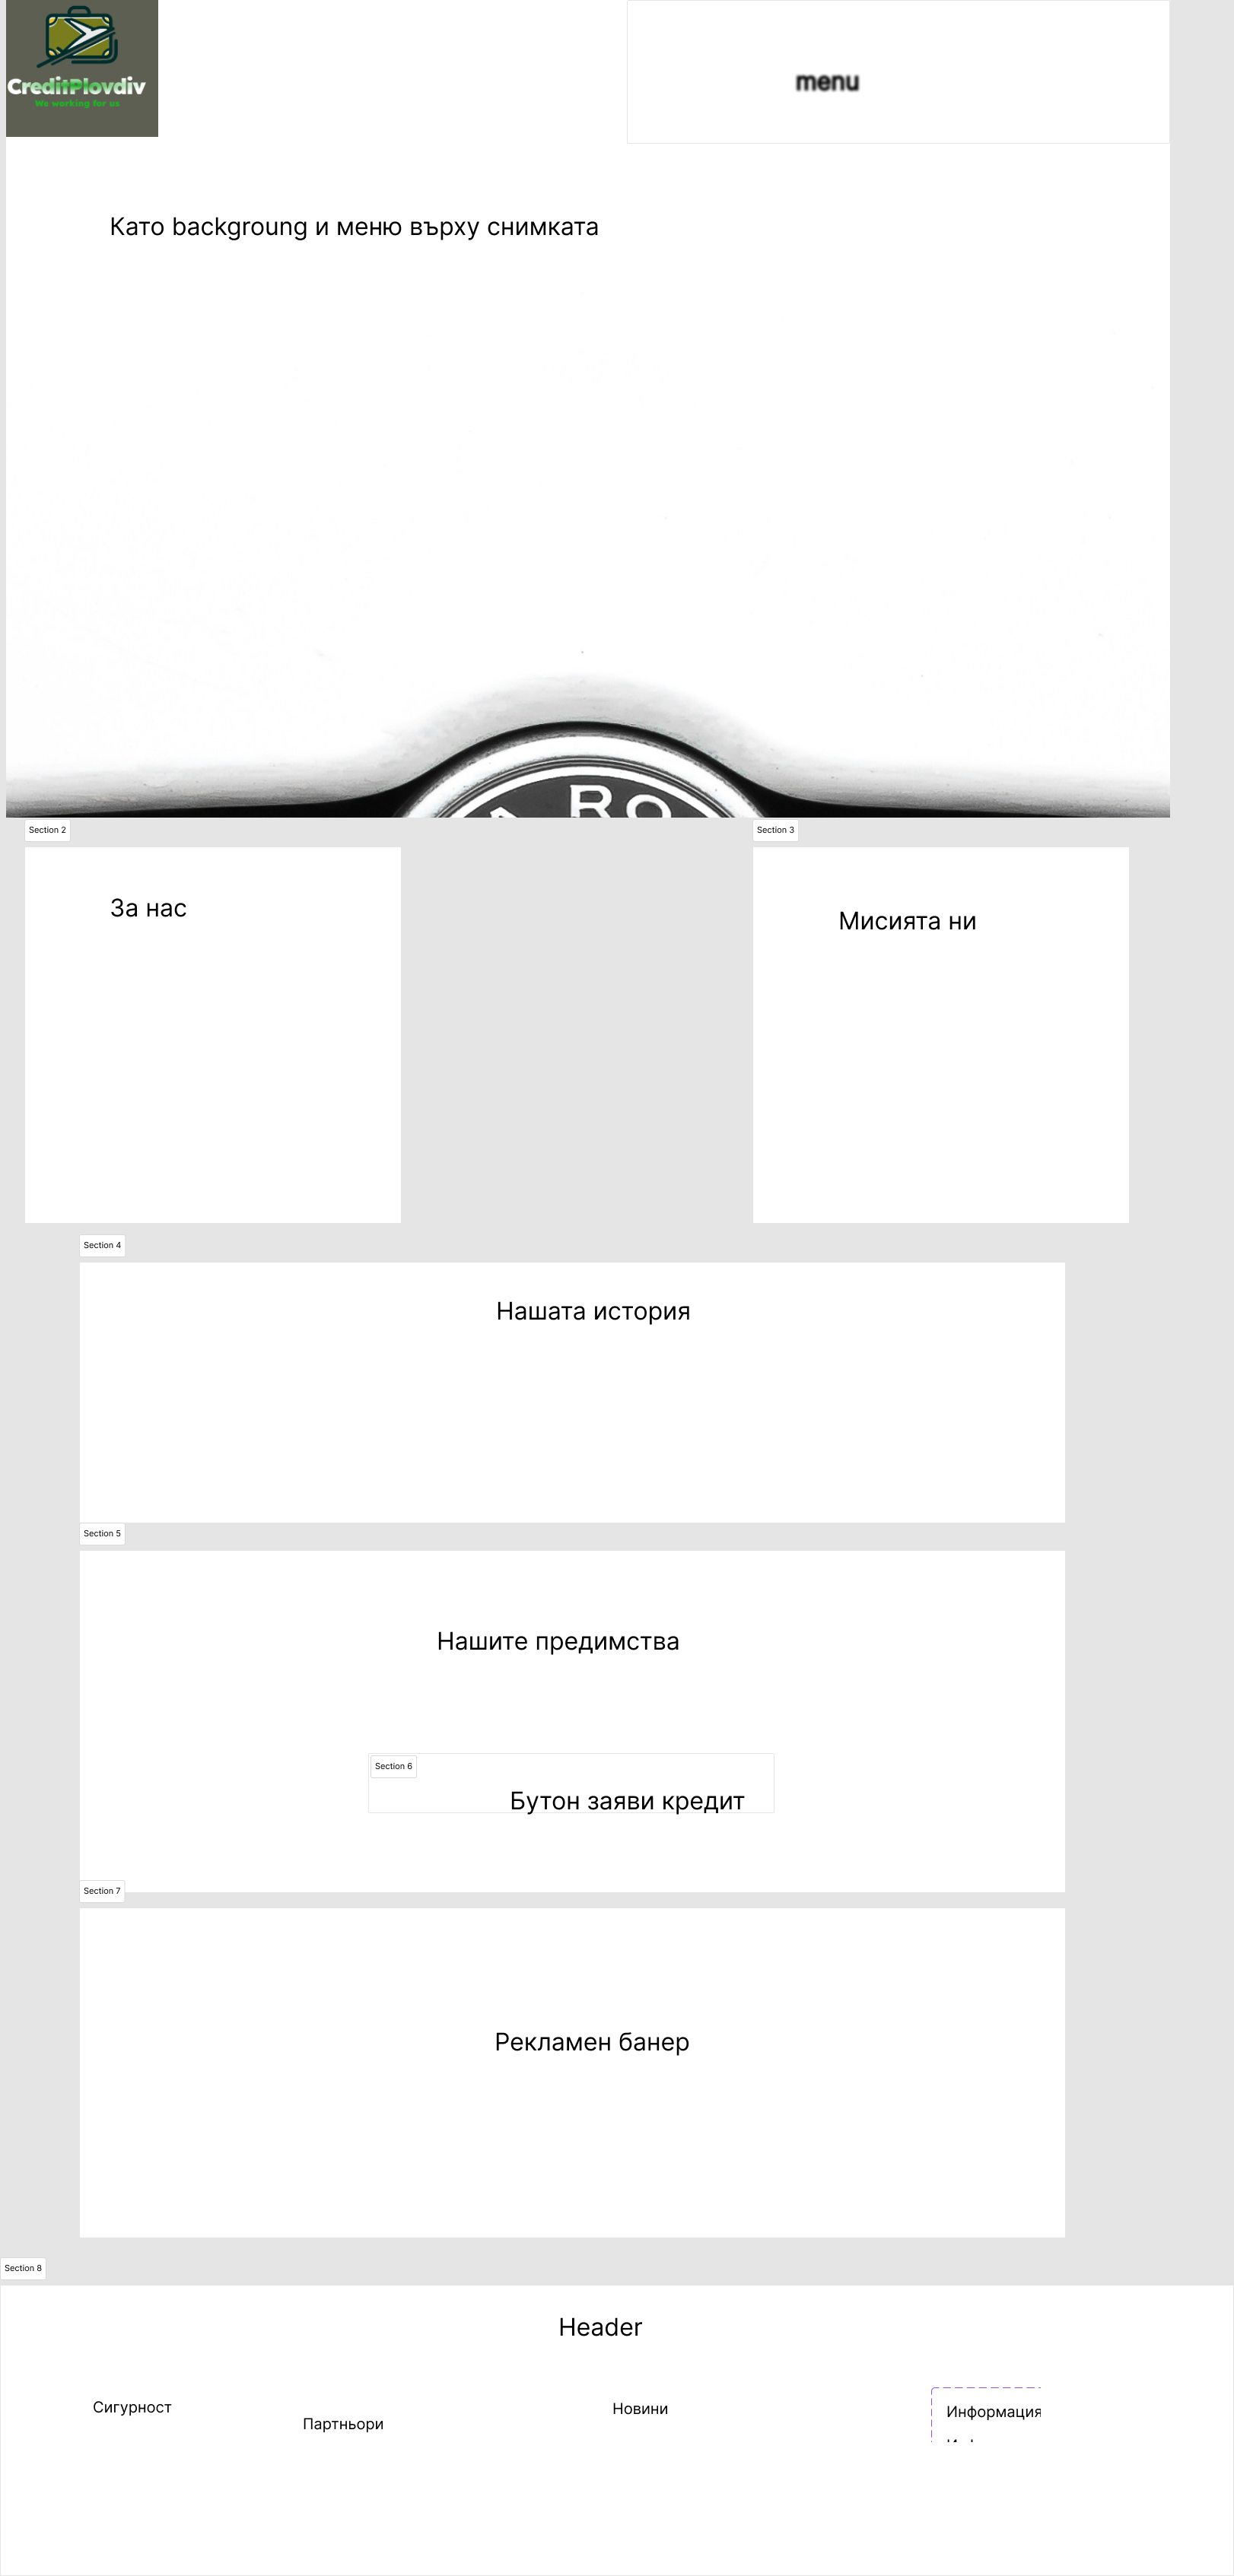 CreditPlovdiv
We working for us
menu
Като backgroung и меню върху снимката
RO
Section 2
Section 3
За нас
Мисията ни
Section 4
Нашата история
Section 5
Нашите предимства
Section 6
Бутон заяви кредит
Section 7
Рекламен банер
Section 8
Header
Сигурност
Партньори
Новини
Информация